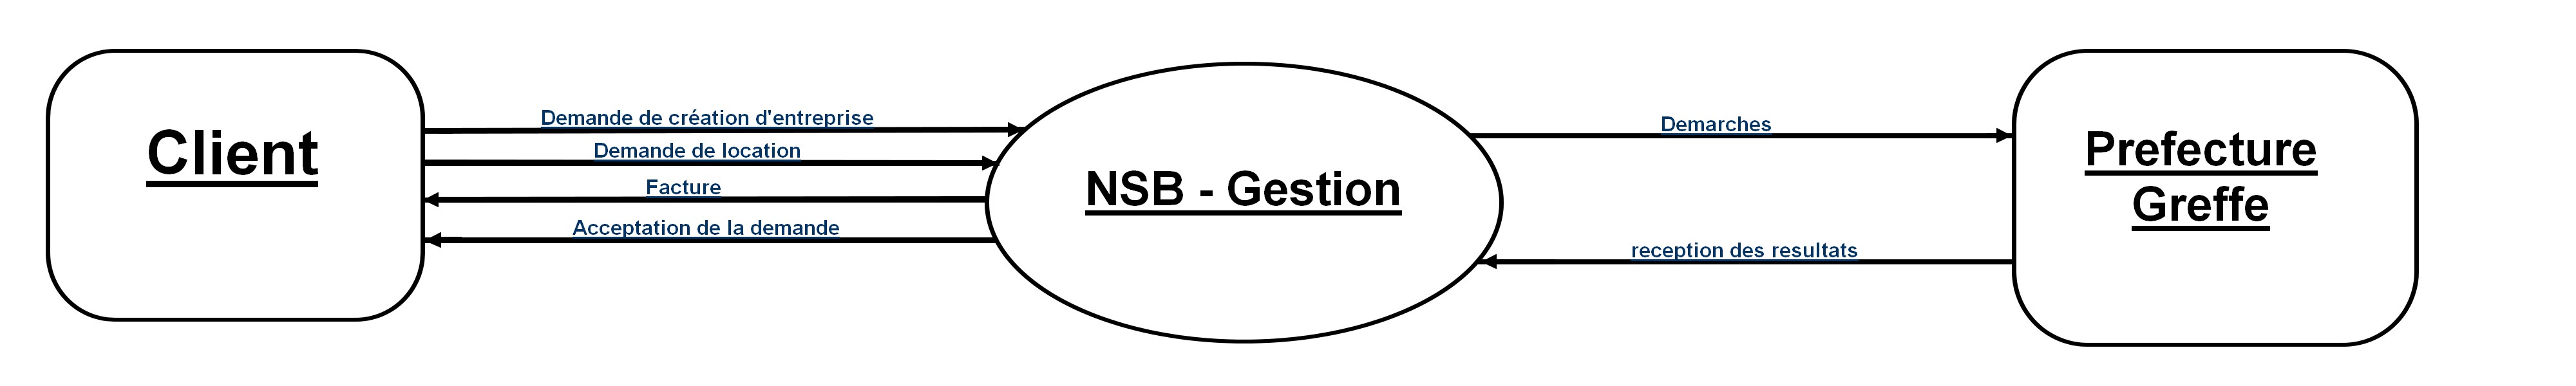 Client
Demande de création d'entreprise
Demande de location
Facture
Acceptation de la demande
NSB - Gestion
Demarches
reception des resultats
Prefecture
Greffe